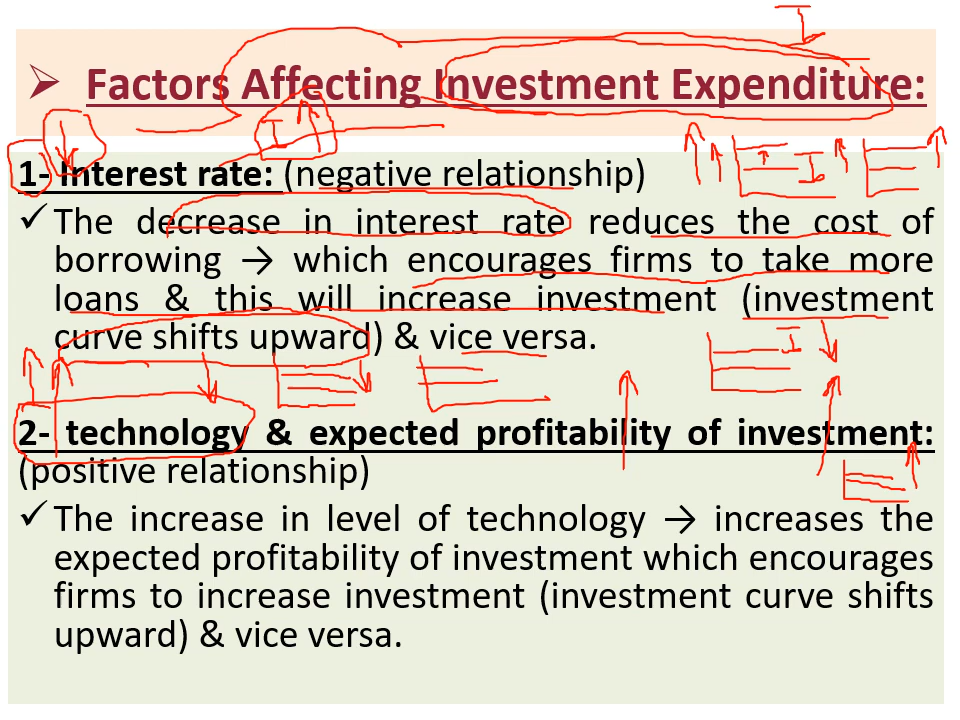 I
➢ Factors Affecting Investment Expenditure:
I
1- Interest rate: (negative relationship)
I I
✓ The decrease in interest rate reduces the cost of
borrowing → which encourages firms to take more
loans & this will increase investment (investment
curve shifts upward) & vice versa.
I
2- technology & expected profitability of investment:
(positive relationship)
✓ The increase in level of technology → increases the
expected profitability of investment which encourages
firms to increase investment (investment curve shifts
upward) & vice versa.